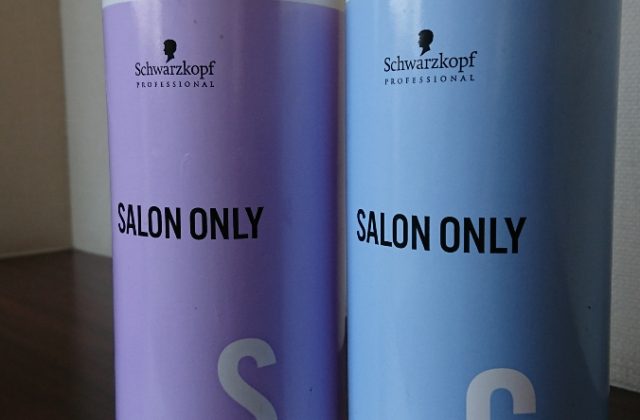 Schwarzkopf
PROFESSIONAL
SALON ONLY
S
Schwarzkopf
PROFESSIONAL
SALON ONLY